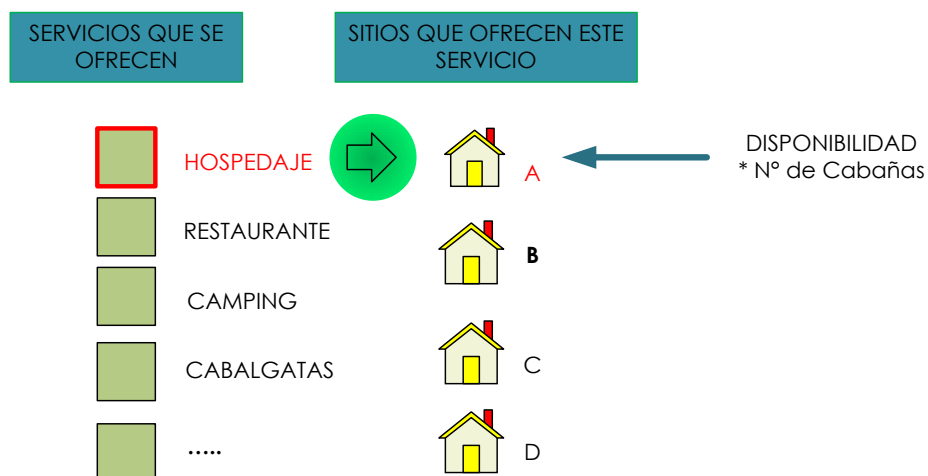 SERVICIOS QUE SE
OFRECEN
SITIOS QUE OFRECEN ESTE
SERVICIO
HOSPEDAJE
A
DISPONIBILIDAD
* N° de Cabañas
RESTAURANTE
B
CAMPING
CABALGATAS
C
.....
D